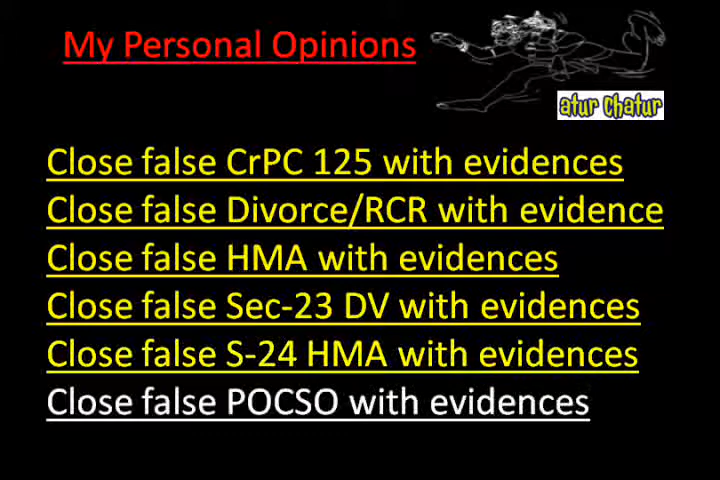 My Personal Opinions
atur Chatur
Close false CrPC 125 with evidences
Close false Divorce/RCR with evidence
Close false HMA with evidences
Close false Sec-23 DV with evidences
Close false S-24 HMA with evidences
Close false POCSO with evidences